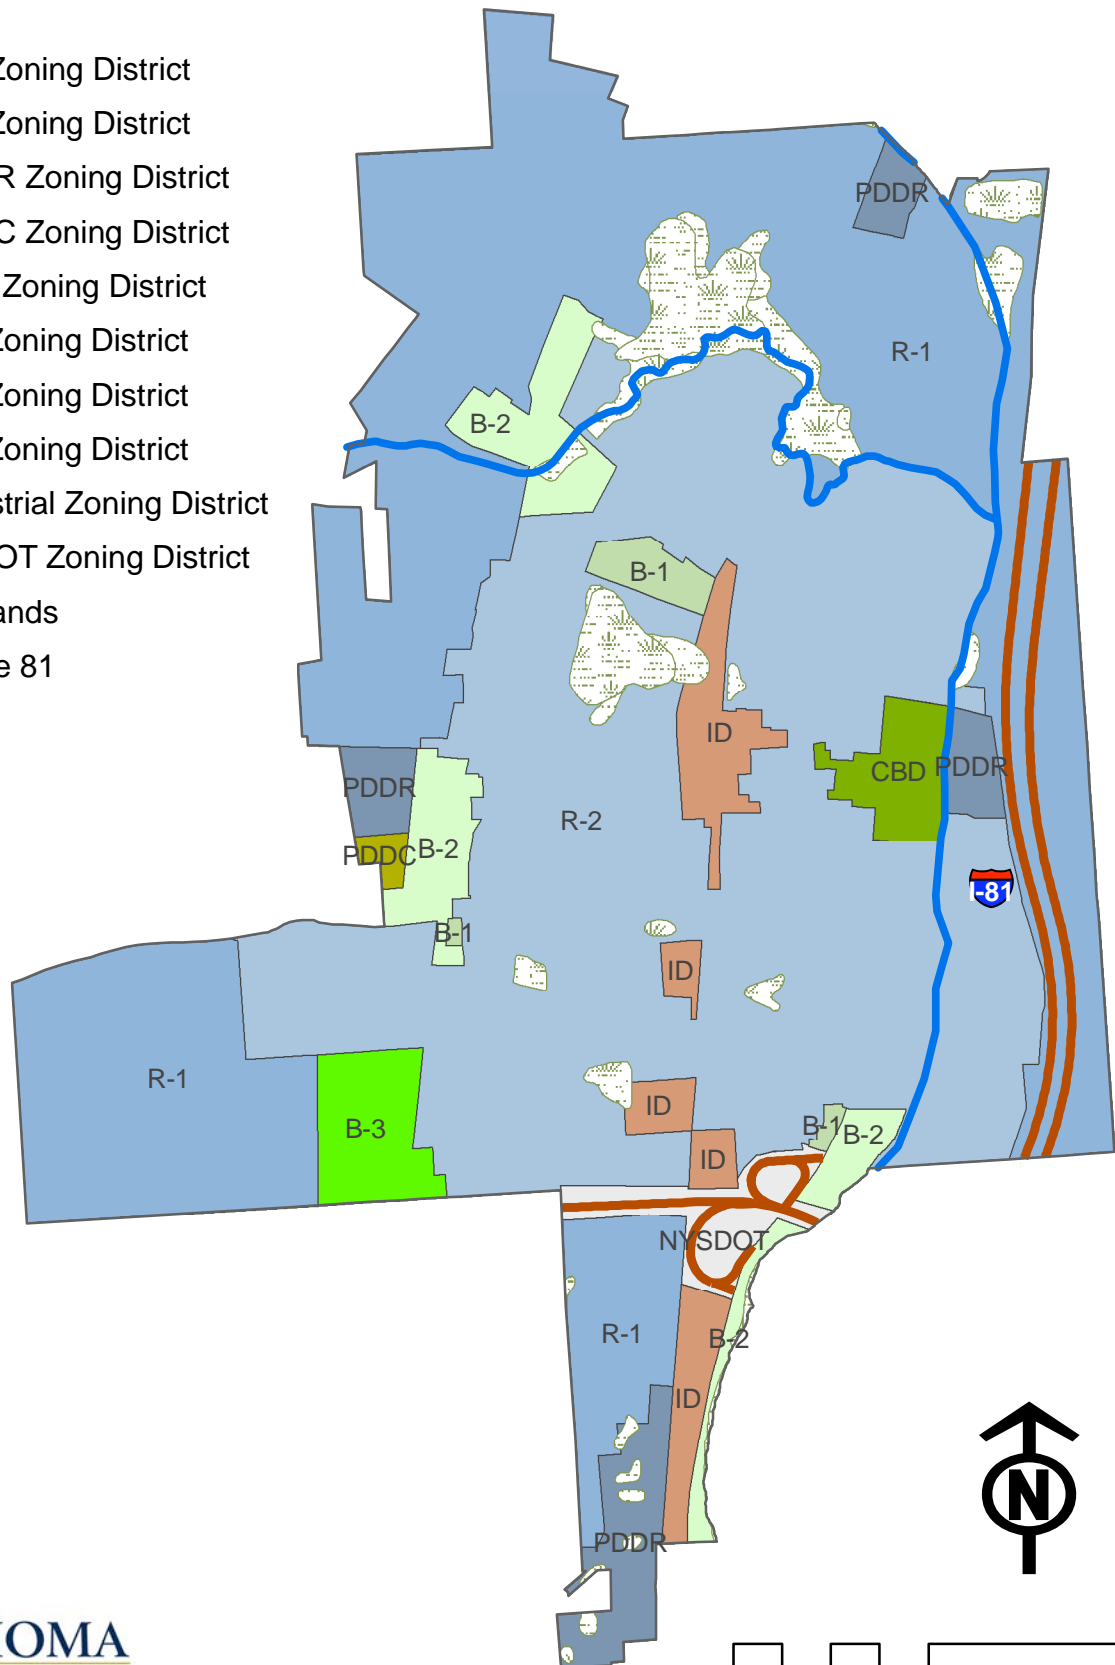 Zoning District
Zoning District
R Zoning District
C Zoning District
Zoning District
Zoning District
Zoning District
Zoning District
strial Zoning District
OT Zoning District
ands
e 81
PDDR
R-1
B-2
B-1
ID
CBD
PDDR
PDDR
R-2
PDDC
B-2
I-81
B-1
ID
R-1
ID
B-3
B-1
B-2
ID
NYSDOT
R-1
B-2
ID
N
PDDR
HOMA